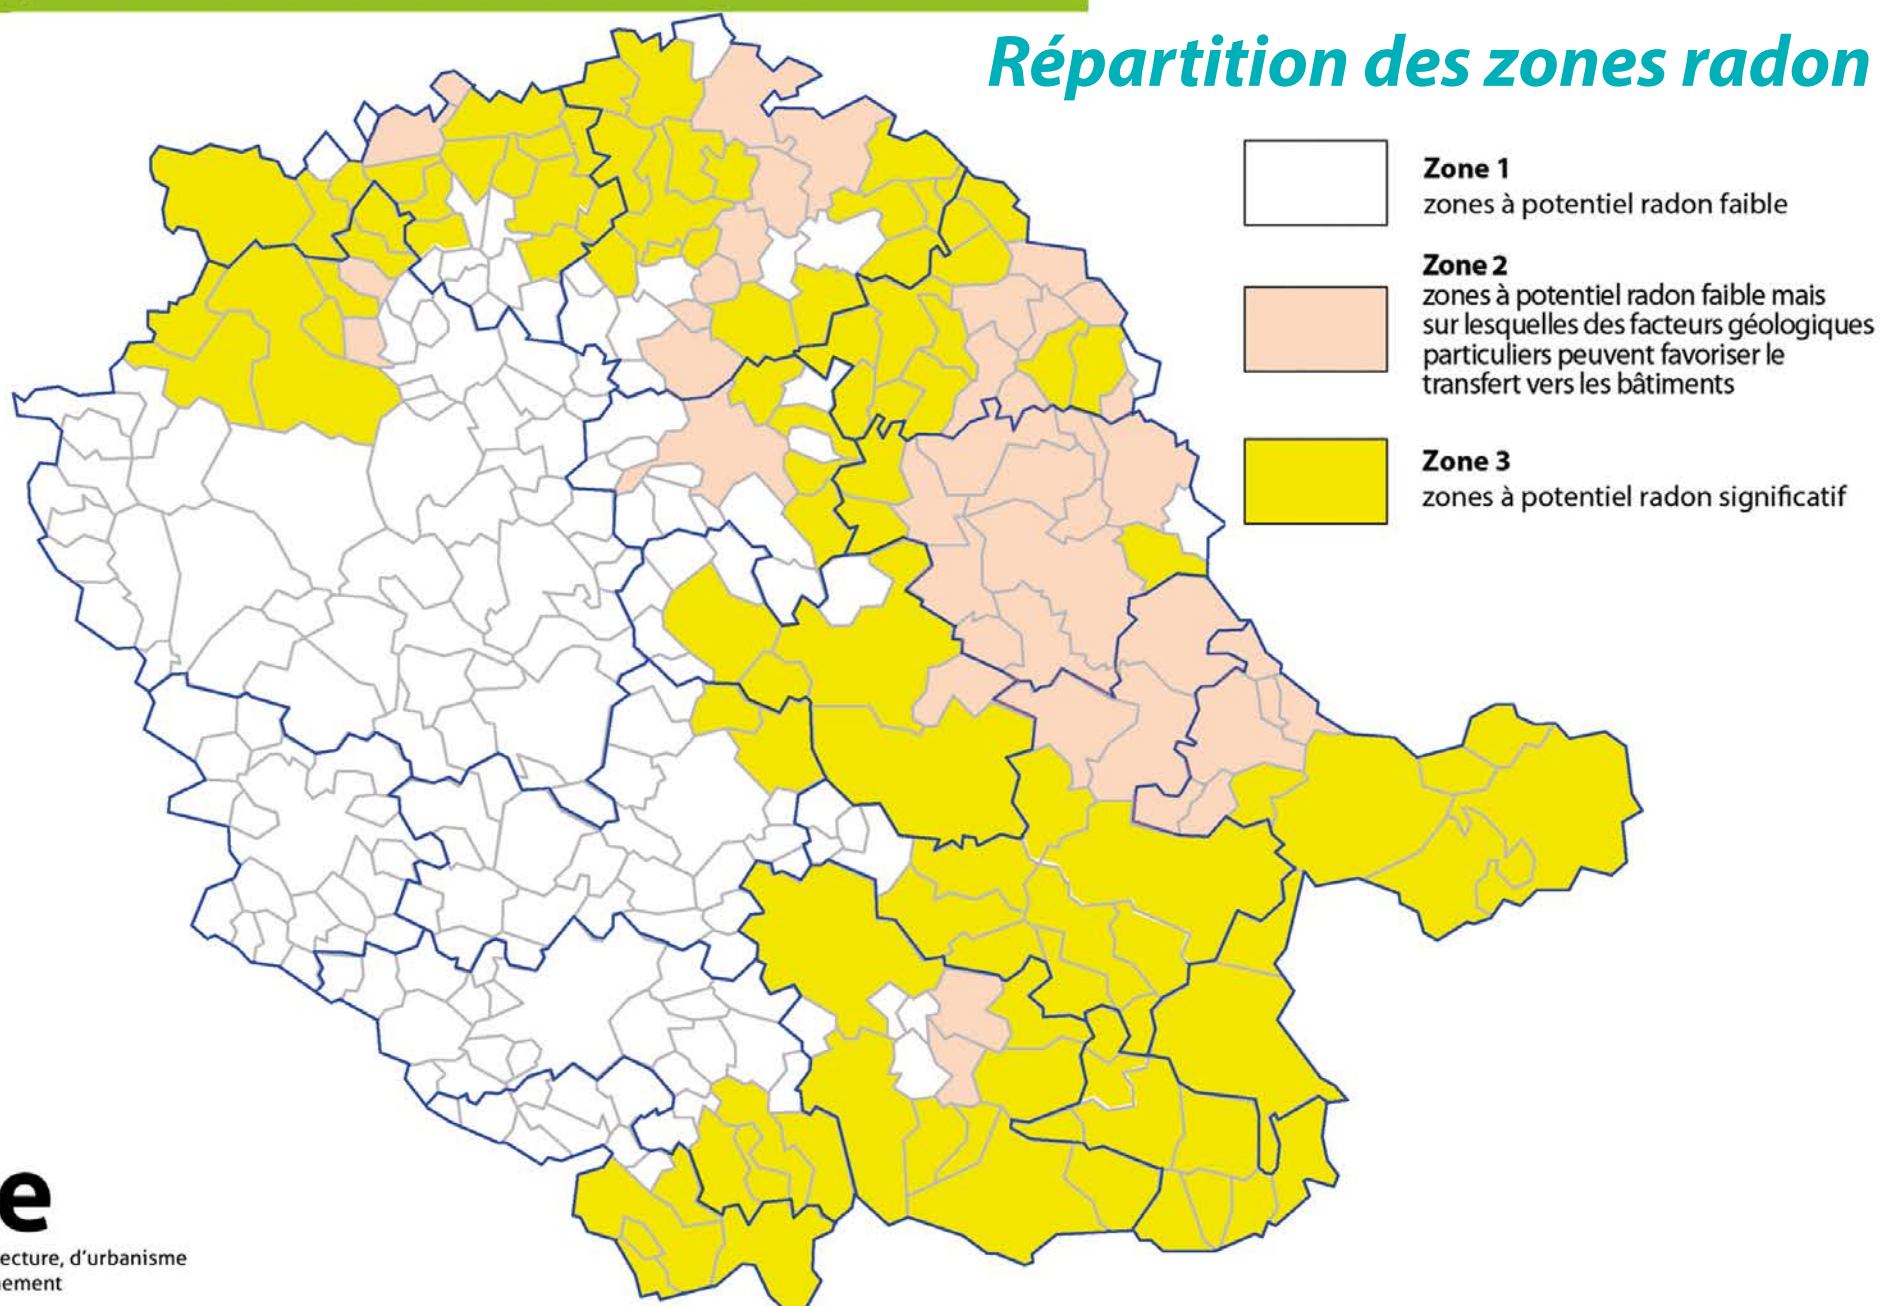 Répartition des zones radon
Zone 1
zones à potentiel radon faible
Zone 2
zones à potentiel radon faible mais
sur lesquelles des facteurs géologiques
particuliers peuvent favoriser le
transfert vers les bâtiments
Zone 3
zones à potentiel radon significatif
e
ecture, d'urbanisme
nement